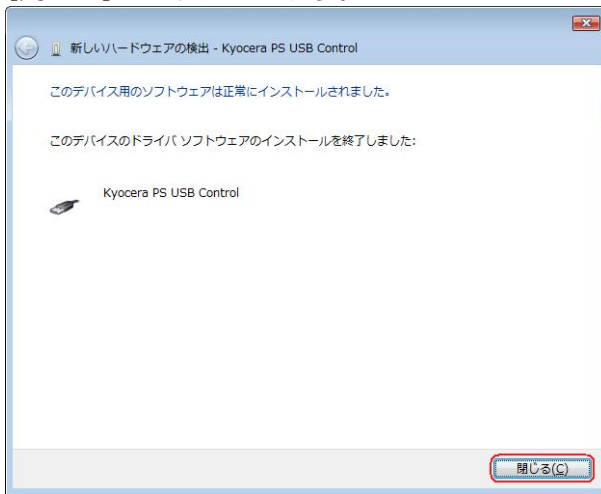 新しいハードウェアの検出 - Kyocera PS USB Control
このデバイス用のソフトウェアは正常にインストールされました。
このデバイスのドライバ ソフトウェアのインストールを終了しました:
Kyocera PS USB Control
閉じる(C)